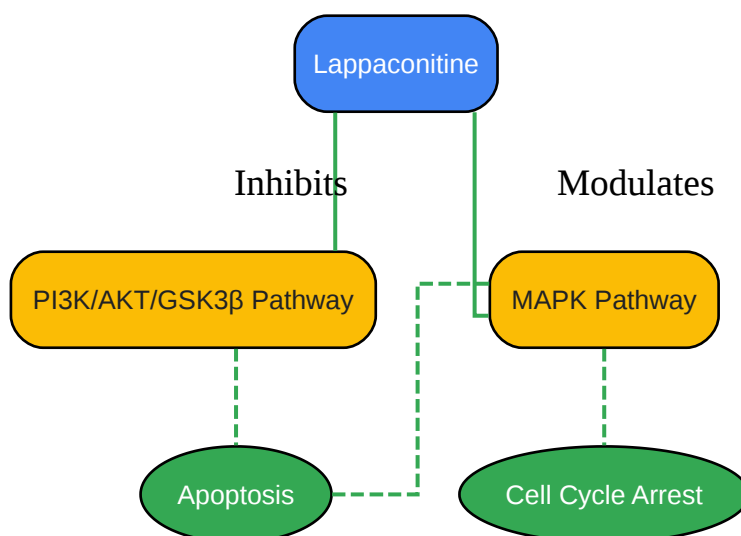 Lappaconitine
Inhibits
Modulates
PI3K/AKT/GSK3β Pathway
MAPK Pathway
Apoptosis
Cell Cycle Arrest